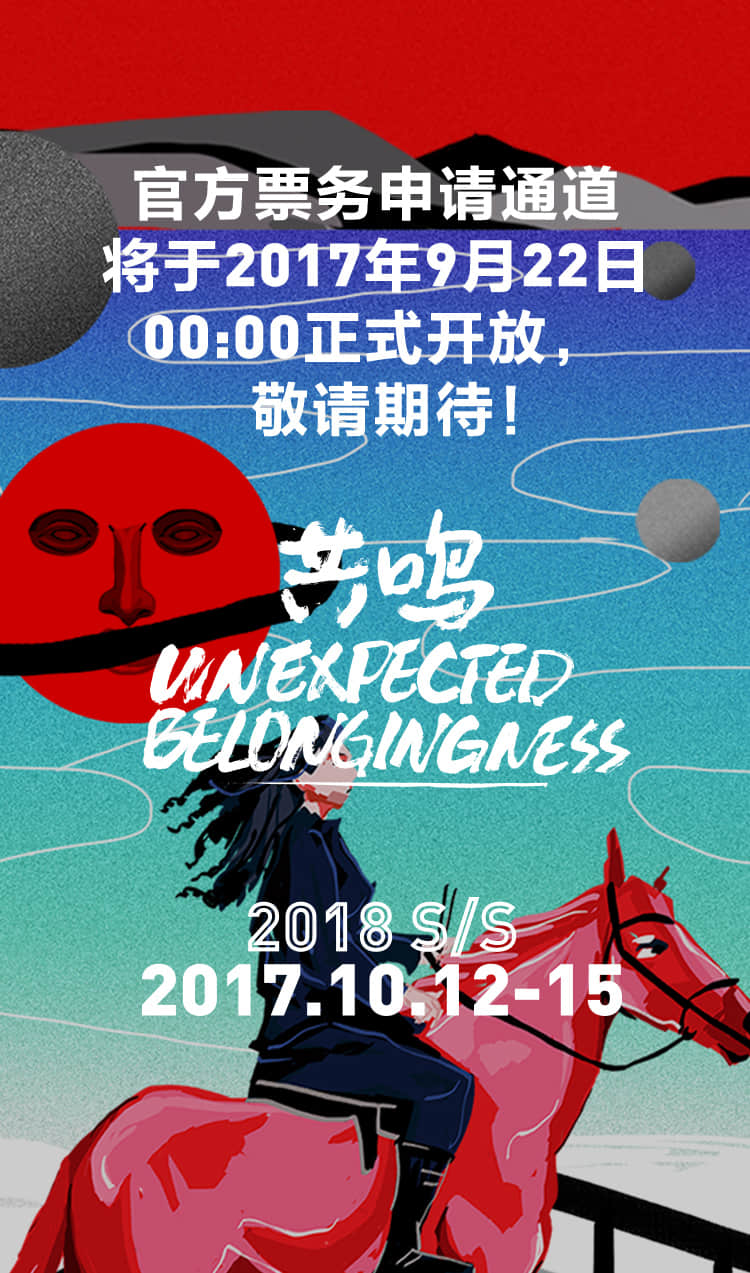 官方票务申请通道
将于2017年9月22日
00:00正式开放，
敬请期待！
共鸣
UNEXPECTED
BELONGINGNESS
2018 S/S
2017.10.12-15